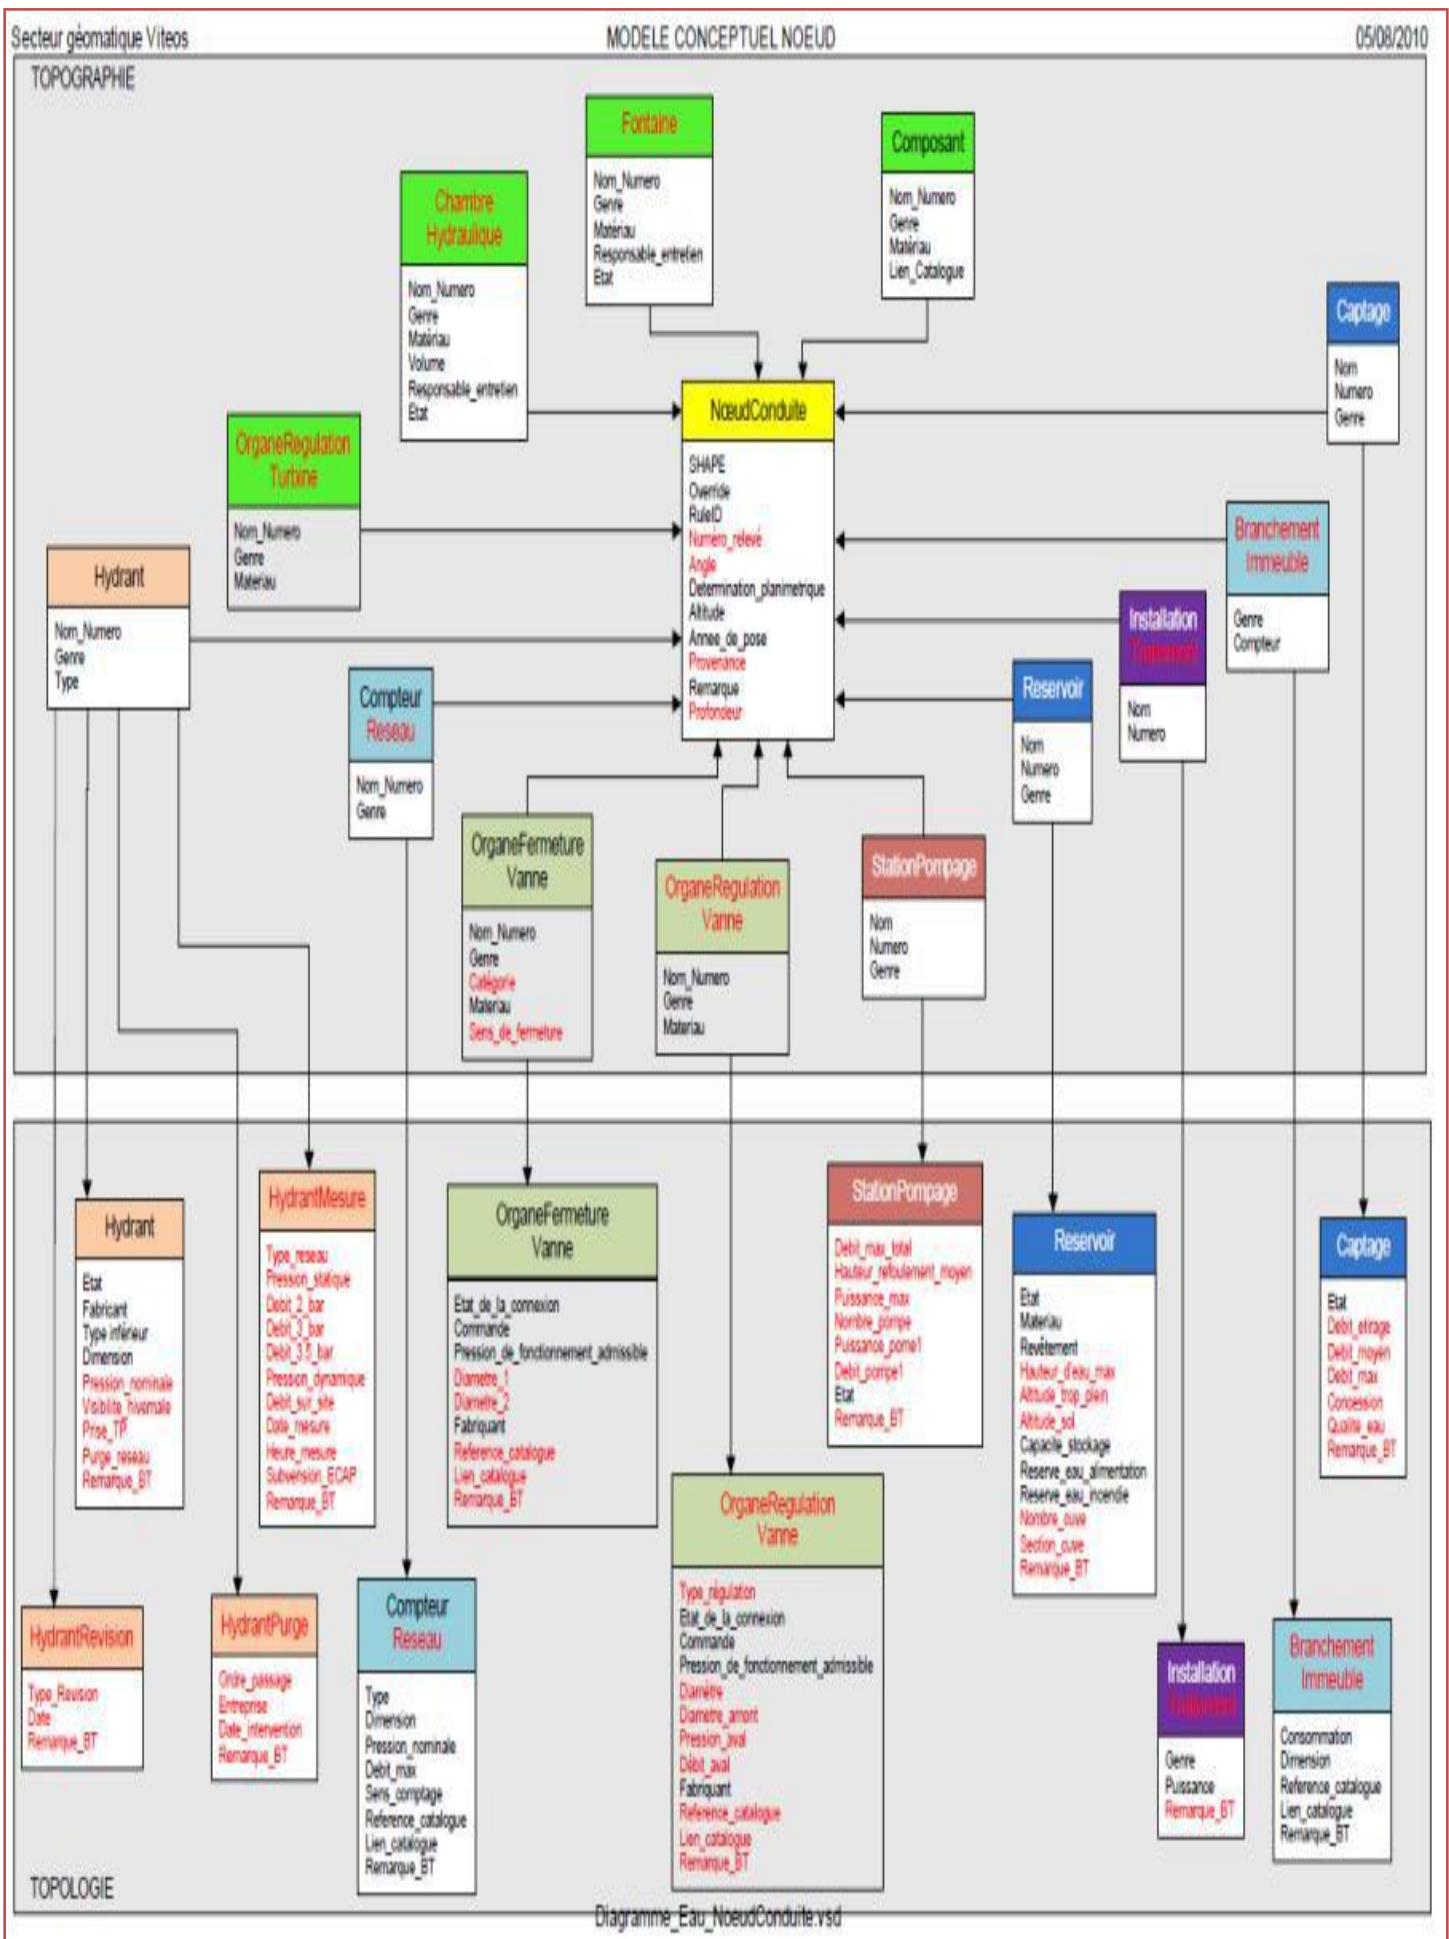 Secteur géomatique Viteos
MODELE CONCEPTUEL NOEUD
05/08/2010
TOPOGRAPHIE
Fontaine
Nom_Numero
Genre
Matériau
Responsable_entretien
Etat
Composant
Nom_Numero
Genre
Matériau
Lien_Catalogue
Chambre
Hydraulique
Nom_Numero
Genre
Matériau
Volume
Responsable_entretien
Etat
Captage
Nom
Numero
Genre
NœudConduite
SHAPE
Override
RuleID
Numéro_relevé
Angle
Determination_planimetrique
Altitude
Annee_de_pose
Provenance
Remarque
Profondeur
OrganeRegulation
Turbine
Nom_Numero
Genre
Materiau
Branchement
Immeuble
Genre
Compteur
Hydrant
Nom_Numero
Genre
Type
Installation
Nom
Numero
Compteur
Reseau
Nom_Numero
Genre
Reservoir
Nom
Numero
Genre
OrganeFermeture
Vanne
Nom_Numero
Genre
Catégorie
Materiau
Sens_de_fermeture
OrganeRegulation
Vanne
Nom_Numero
Genre
Materiau
StationPompage
Nom
Numero
Genre
Hydrant
Etat
Fabricant
Type inférieur
Dimension
Pression_nominale
Visibilite_hivernale
Prise_TP
Purge_reseau
Remarque_BT
HydrantMesure
Type_reseau
Pression_statique
Debit_2_bar
Debit_3_bar
Debit_3.5_bar
Pression_dynamique
Debit_sur_site
Date_mesure
Heure_mesure
Subvension_ECAP
Remarque_BT
OrganeFermeture
Vanne
Etat_de_la_connexion
Commande
Pression_de_fonctionnement_admissible
Diametre_1
Diametre_2
Fabriquant
Reference_catalogue
Lien_catalogue
Remarque_BT
StationPompage
Debit_max_total
Hauteur_refoulement_moyen
Puissance_max
Nombre_pompe
Puissance_pome1
Debit_pompe1
Etat
Remarque_BT
Reservoir
Etat
Materiau
Revêtement
Hauteur_d'eau_max
Altitude_trop_plein
Altitude_sol
Capacite_stockage
Reserve_eau_alimentation
Reserve_eau_incendie
Nombre_cuve
Section_cuve
Remarque_BT
Captage
Etat
Debit_etirage
Debit_moyen
Debit_max
Concession
Qualite_eau
Remarque_BT
HydrantRevision
Type_Revision
Date
Remarque_BT
HydrantPurge
Ordre_passage
Entreprise
Date_intervention
Remarque_BT
Compteur
Reseau
Type
Dimension
Pression_nominale
Debit_max
Sens_comptage
Reference_catalogue
Lien_catalogue
Remarque_BT
OrganeRegulation
Vanne
Type_régulation
Etat_de_la_connexion
Commande
Pression_de_fonctionnement_admissible
Diamètre
Diametre_amont
Pression_aval
Débit_aval
Fabriquant
Reference_catalogue
Lien_catalogue
Remarque_BT
Installation
Genre
Puissance
Remarque_BT
Branchement
Immeuble
Consommation
Dimension
Reference_catalogue
Lien_catalogue
Remarque_BT
TOPOLOGIE
Diagramme_Eau_NoeudConduite.vsd